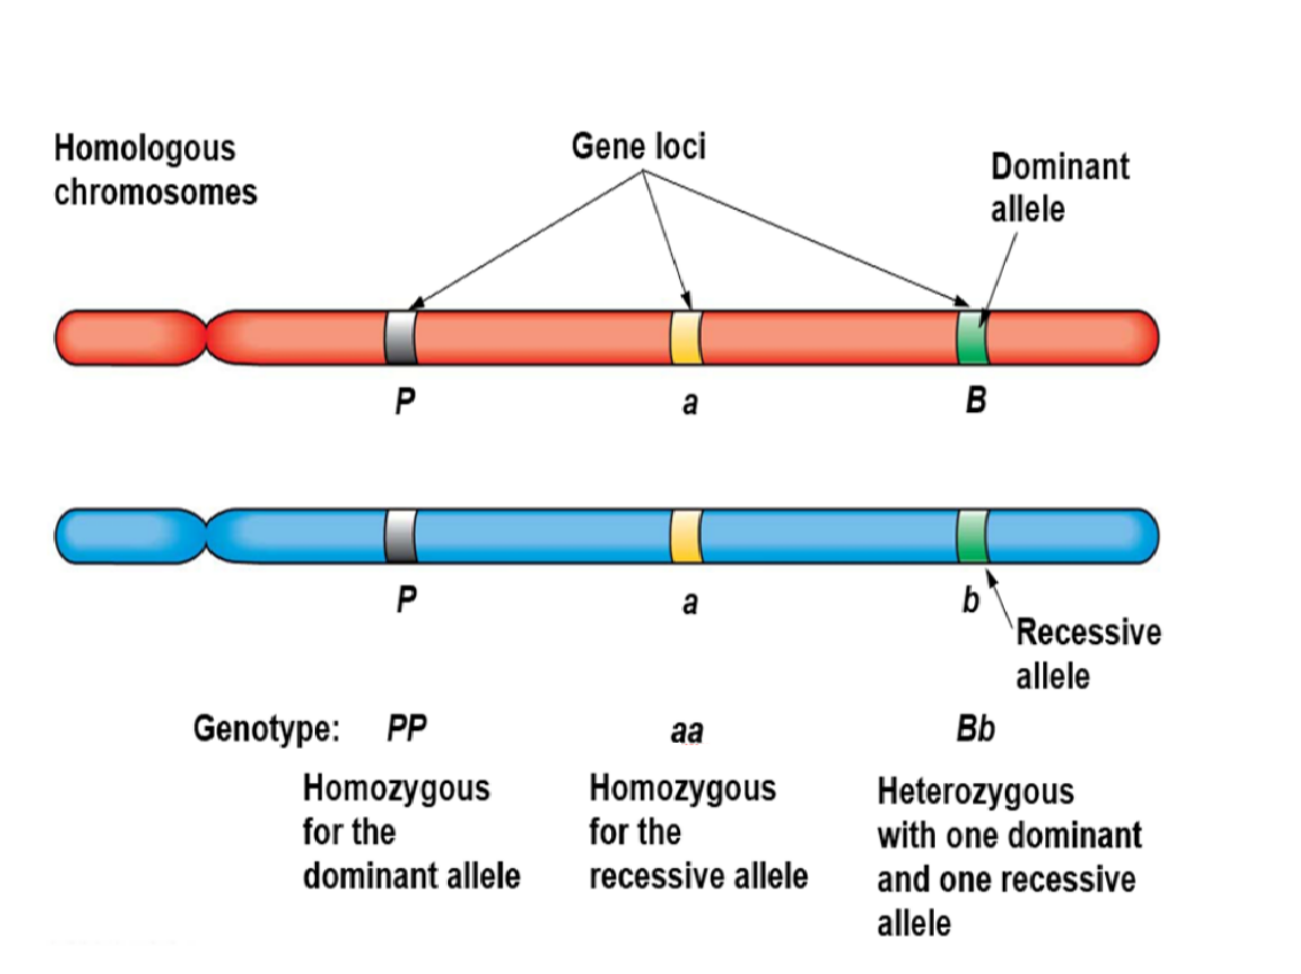 Homologous
chromosomes
Gene loci
Dominant
allele
P
a
B
P
a
b
Recessive
allele
Genotype:
PP
aa
Bb
Homozygous
for the
dominant allele
Homozygous
for the
recessive allele
Heterozygous
with one dominant
and one recessive
allele